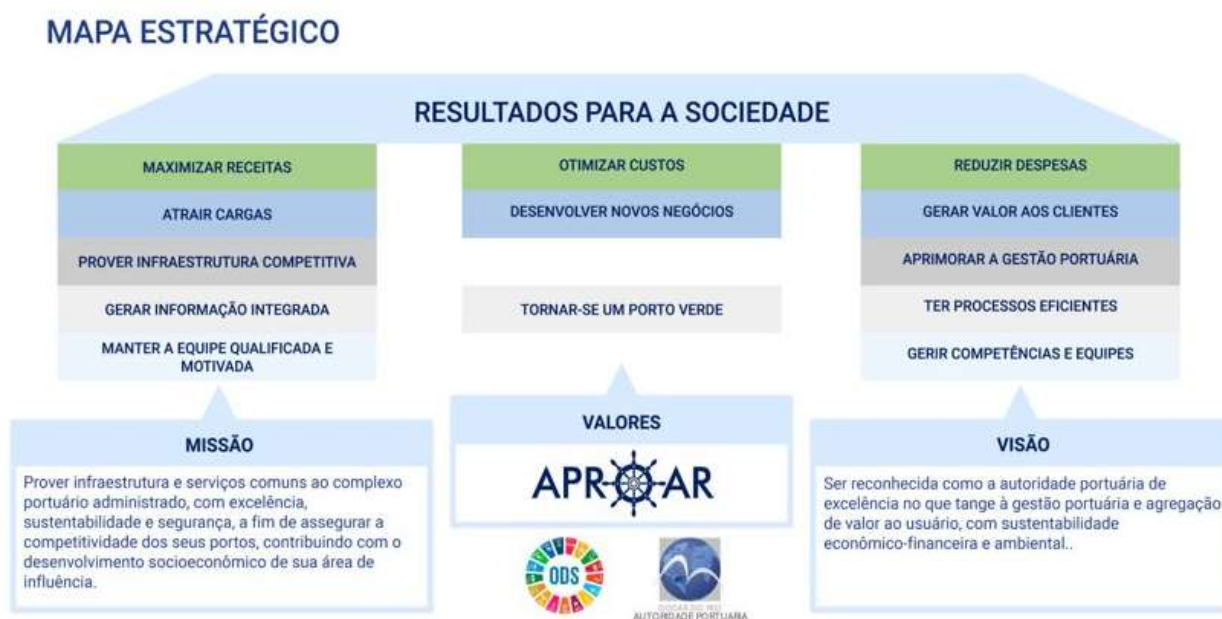 MAPA ESTRATÉGICO
RESULTADOS PARA A SOCIEDADE
MAXIMIZAR RECEITAS
OTIMIZAR CUSTOS
REDUZIR DESPESAS
ATRAIR CARGAS
DESENVOLVER NOVOS NEGÓCIOS
GERAR VALOR AOS CLIENTES
PROVER INFRAESTRUTURA COMPETITIVA
APRIMORAR A GESTÃO PORTUÁRIA
GERAR INFORMAÇÃO INTEGRADA
TORNAR-SE UM PORTO VERDE
TER PROCESSOS EFICIENTES
MANTER A EQUIPE QUALIFICADA E
MOTIVADA
GERIR COMPETÊNCIAS E EQUIPES
MISSÃO
Prover infraestrutura e serviços comuns ao complexo
portuário administrado, com excelência,
sustentabilidade e segurança, a fim de assegurar a
competitividade dos seus portos, contribuindo com o
desenvolvimento socioeconômico de sua área de
influência.
VALORES
APROAR
ODS
DOCAS DO RIO
AUTORIDADE PORTUÁRIA
VISÃO
Ser reconhecida como a autoridade portuária de
excelência no que tange à gestão portuária e agregação
de valor ao usuário, com sustentabilidade
econômico-financeira e ambiental..